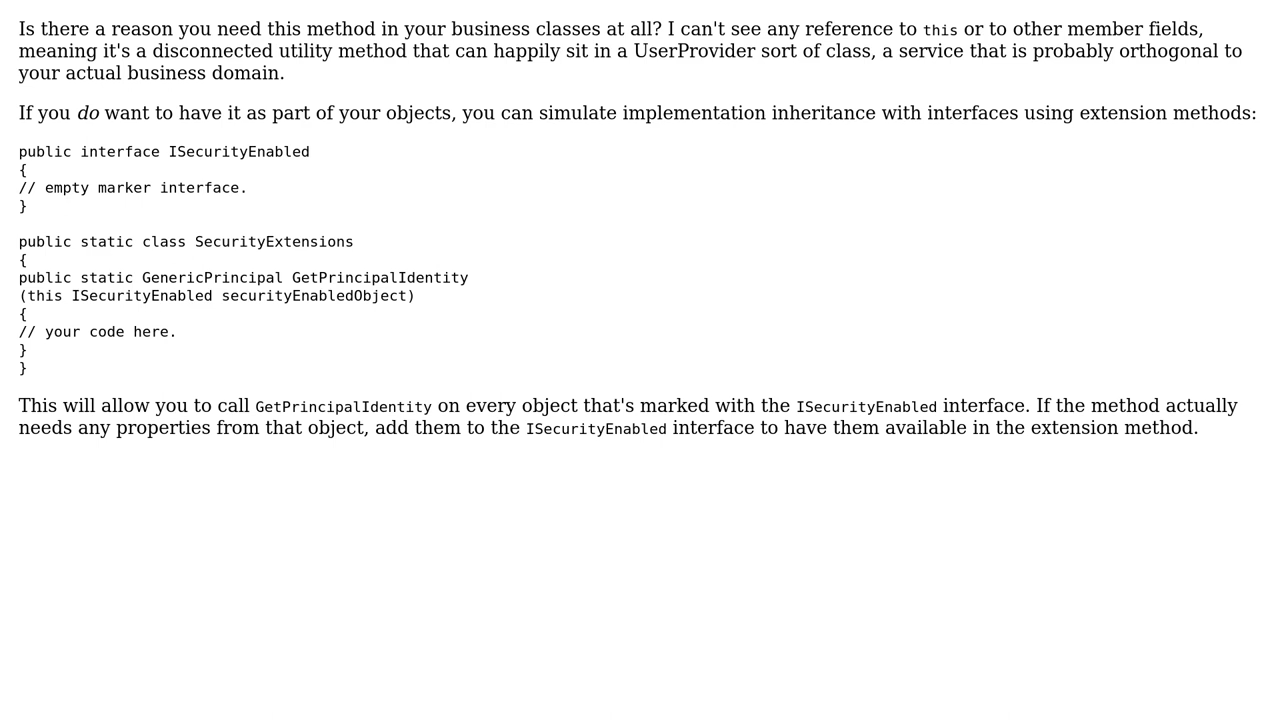 Is there a reason you need this method in your business classes at all? I can't see any reference to this or to other member fields,
meaning it's a disconnected utility method that can happily sit in a UserProvider sort of class, a service that is probably orthogonal to
your actual business domain.
If you do want to have it as part of your objects, you can simulate implementation inheritance with interfaces using extension methods:
public interface ISecurityEnabled
{
// empty marker interface.
}
public static class SecurityExtensions
{
public static GenericPrincipal GetPrincipalIdentity
(this ISecurityEnabled securityEnabledObject)
{
// your code here.
}
}
This will allow you to call GetPrincipalIdentity on every object that's marked with the ISecurityEnabled interface. If the method actually
needs any properties from that object, add them to the ISecurityEnabled interface to have them available in the extension method.